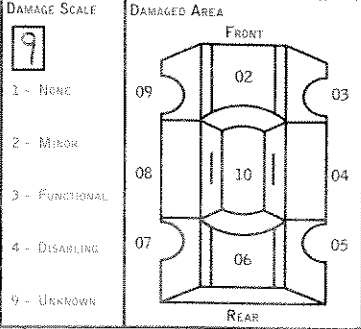 DAMAGE SCALE
9
1 - NONE
2 - MINOR
3 - FUNCTIONAL
4 - DISABLING
9 - UNKNOWN
DAMAGED AREA
FRONT
02
09
03
08
10
04
07
05
06
REAR